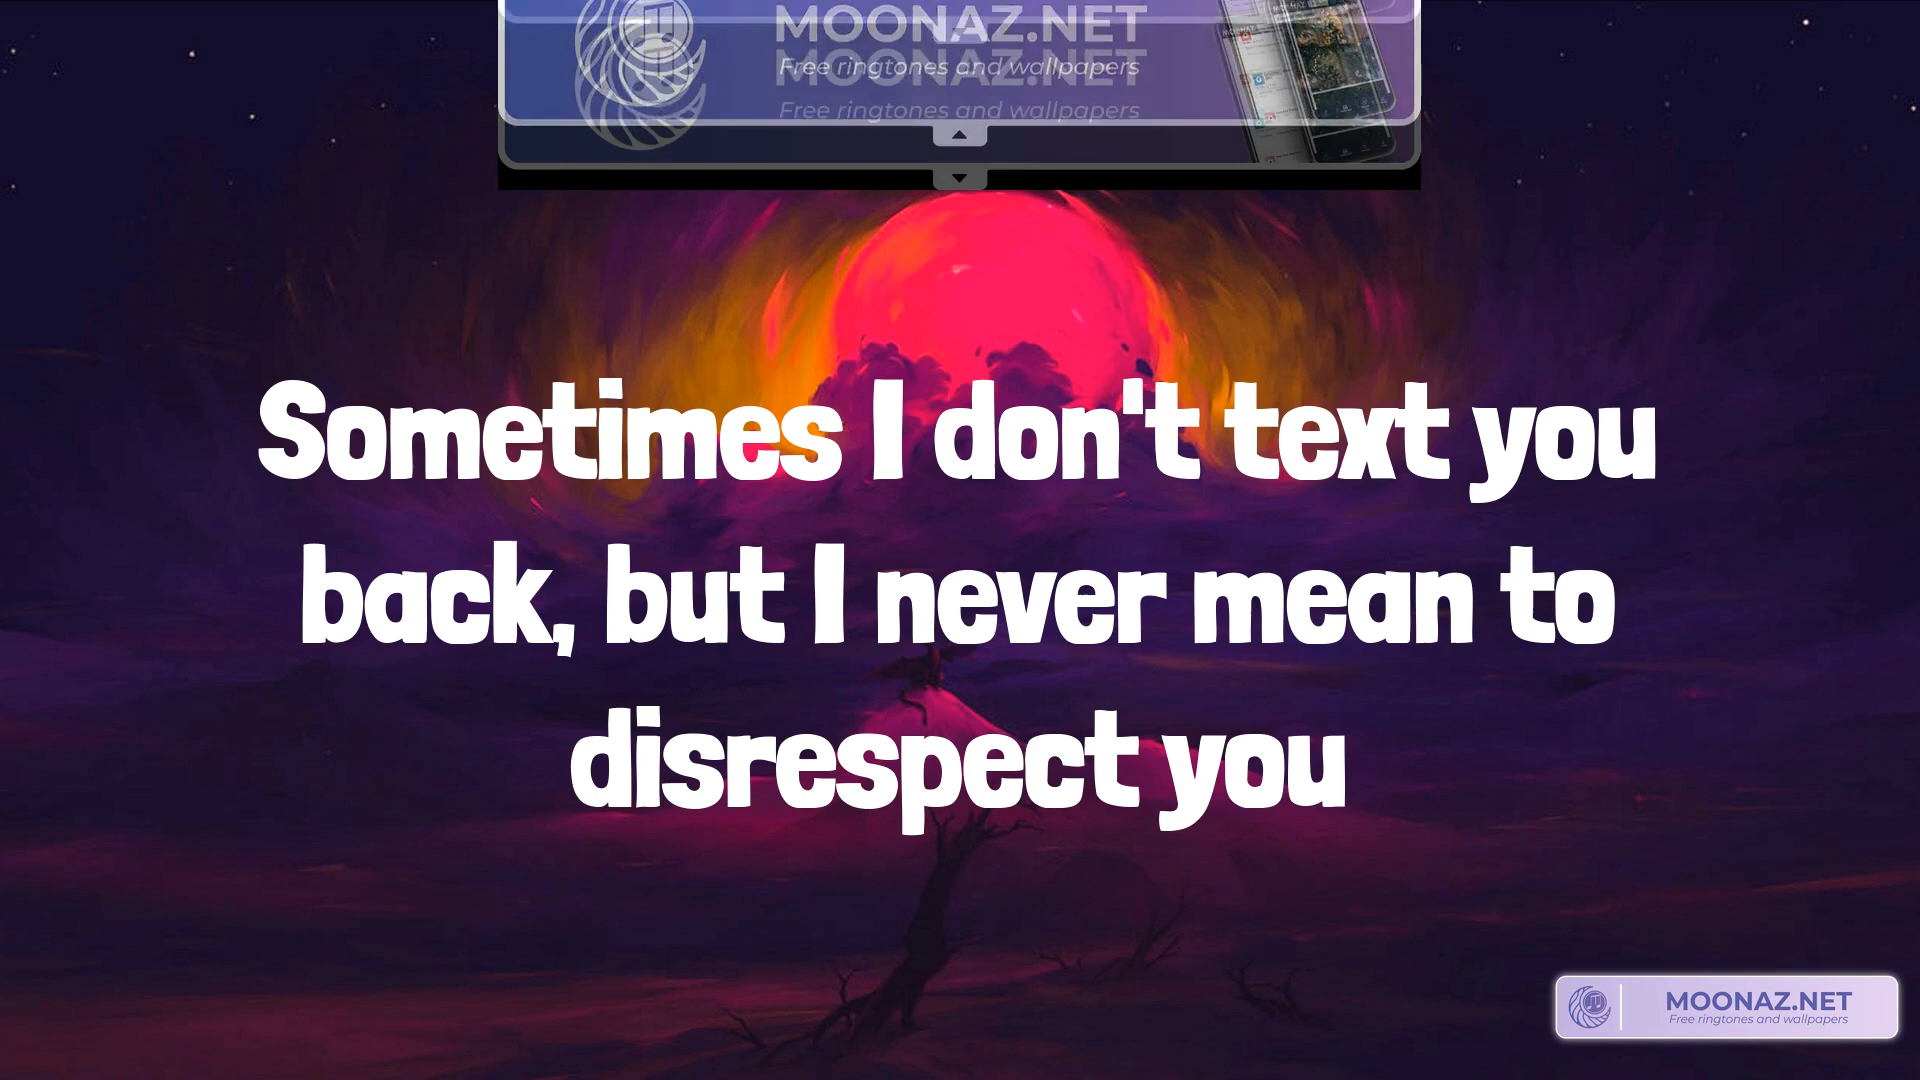 MOONAZ.NET
MOONAZ.NET
Free ringtones and wallpapers
Free ringtones and wallpapers
Sometimes I don't text you
back, but I never mean to
disrespect you
MOONAZ.NET
Free ringtones and wallpapers